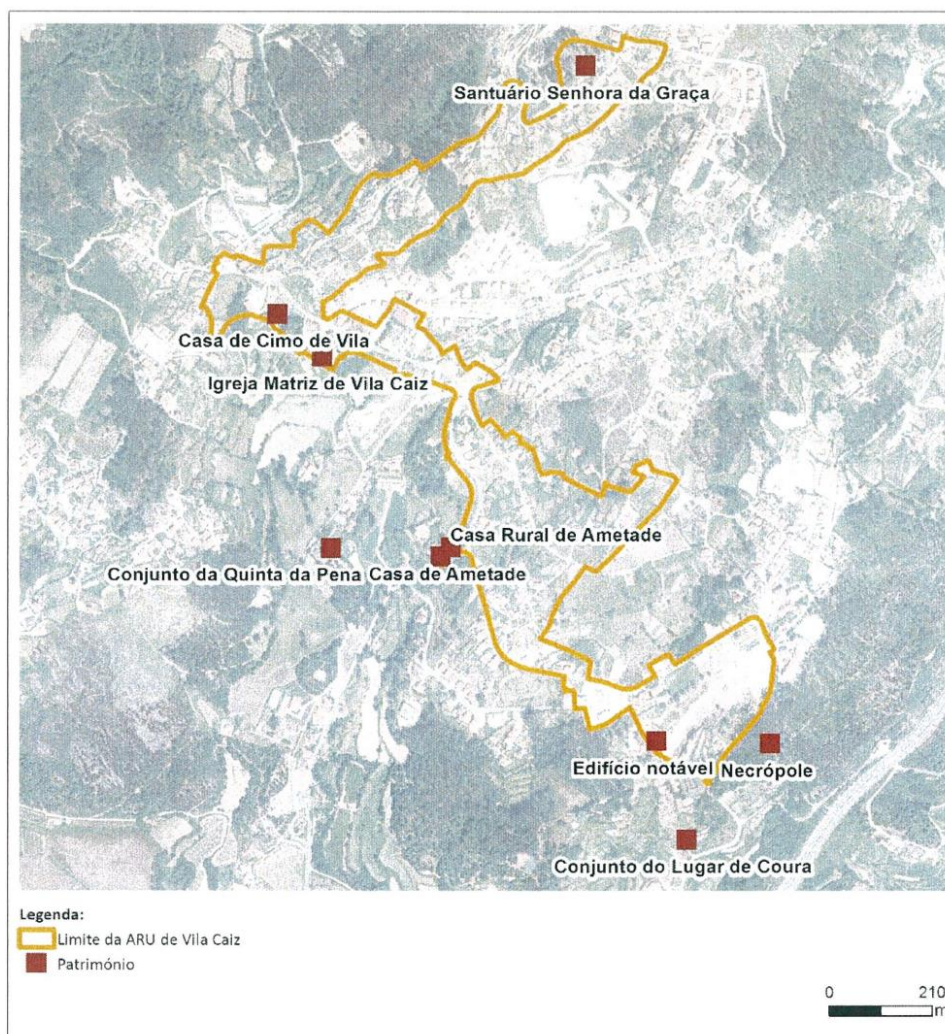 Santuário Senhora da Graça
Casa de Cimo de Vila
Igreja Matriz de Vila Caiz
Casa Rural de Ametade
Conjunto da Quinta da Pena
Casa de Ametade
Edifício notável
Necrópole
Conjunto do Lugar de Coura
Legenda:
Limite da ARU de Vila Caiz
Património
0 210
m